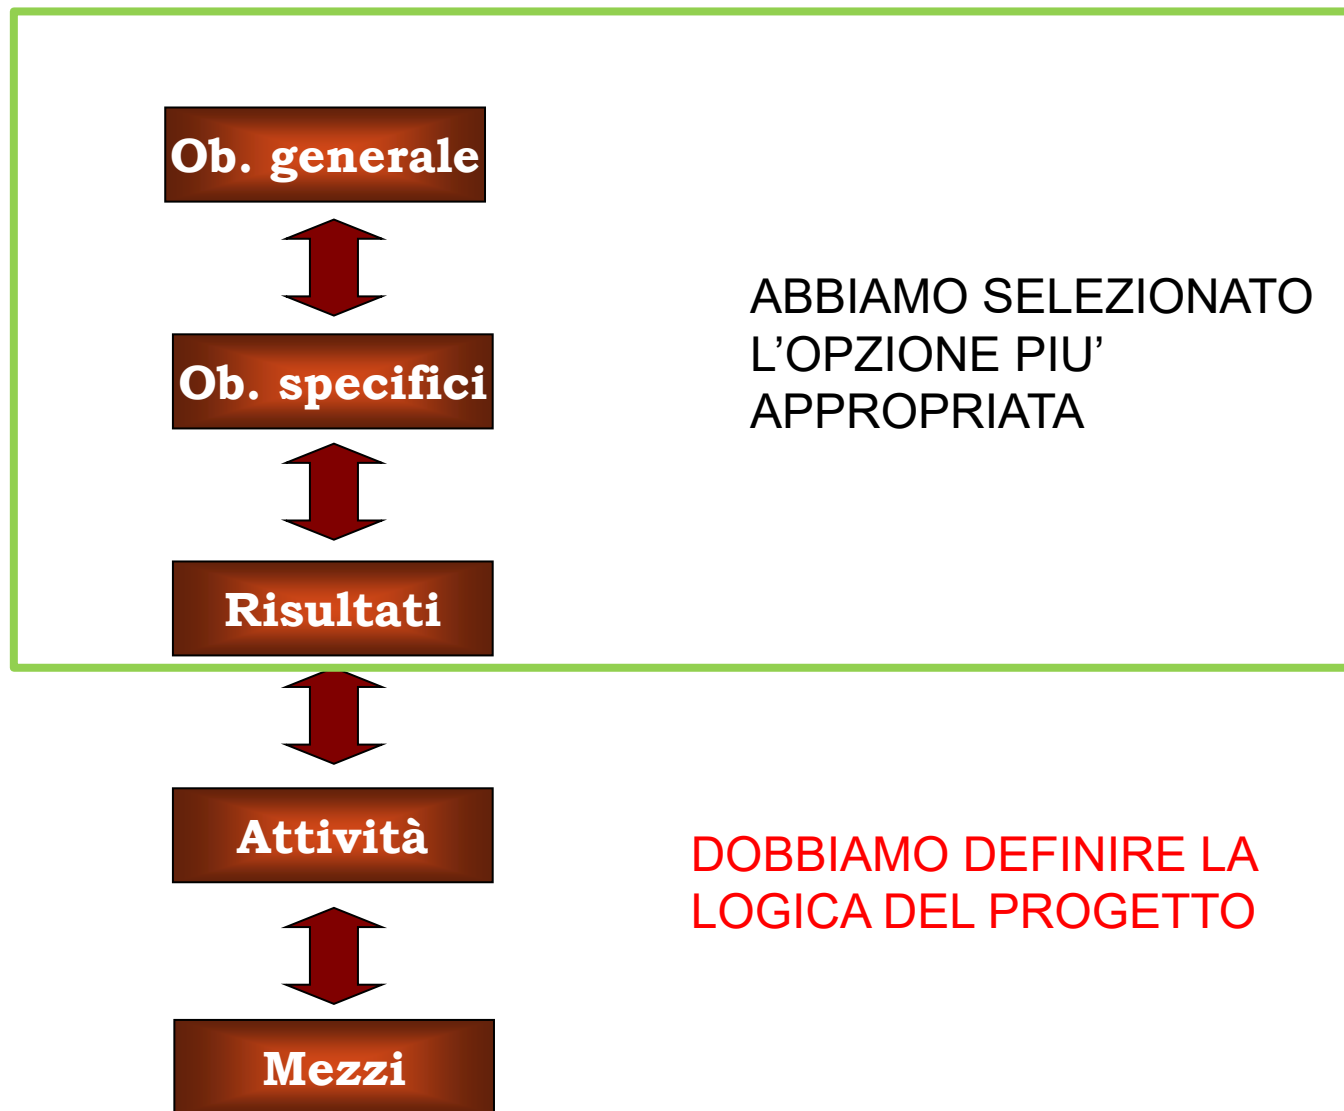 Ob. generale
ABBIAMO SELEZIONATO
L’OPZIONE PIU’
APPROPRIATA
Ob. specifici
Risultati
Attività
DOBBIAMO DEFINIRE LA
LOGICA DEL PROGETTO
Mezzi